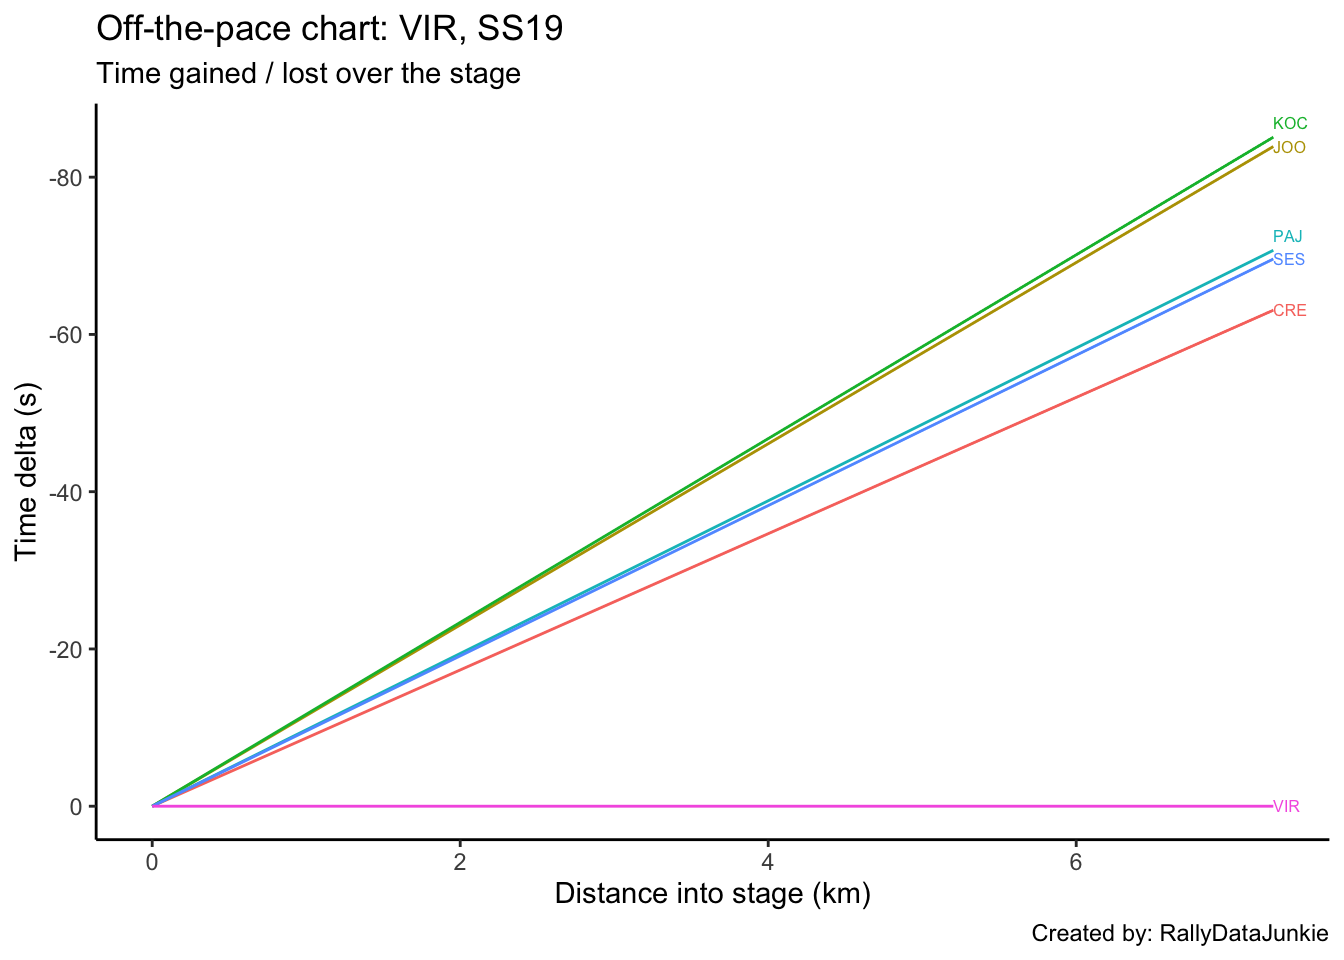 Off-the-pace chart: VIR, SS19
Time gained / lost over the stage
KOC
JOO
-80
PAJ
SES
CRE
-60
-40
-20
0
VIR
Time delta (s)
0 2 4 6
Distance into stage (km)
Created by: RallyDataJunkie